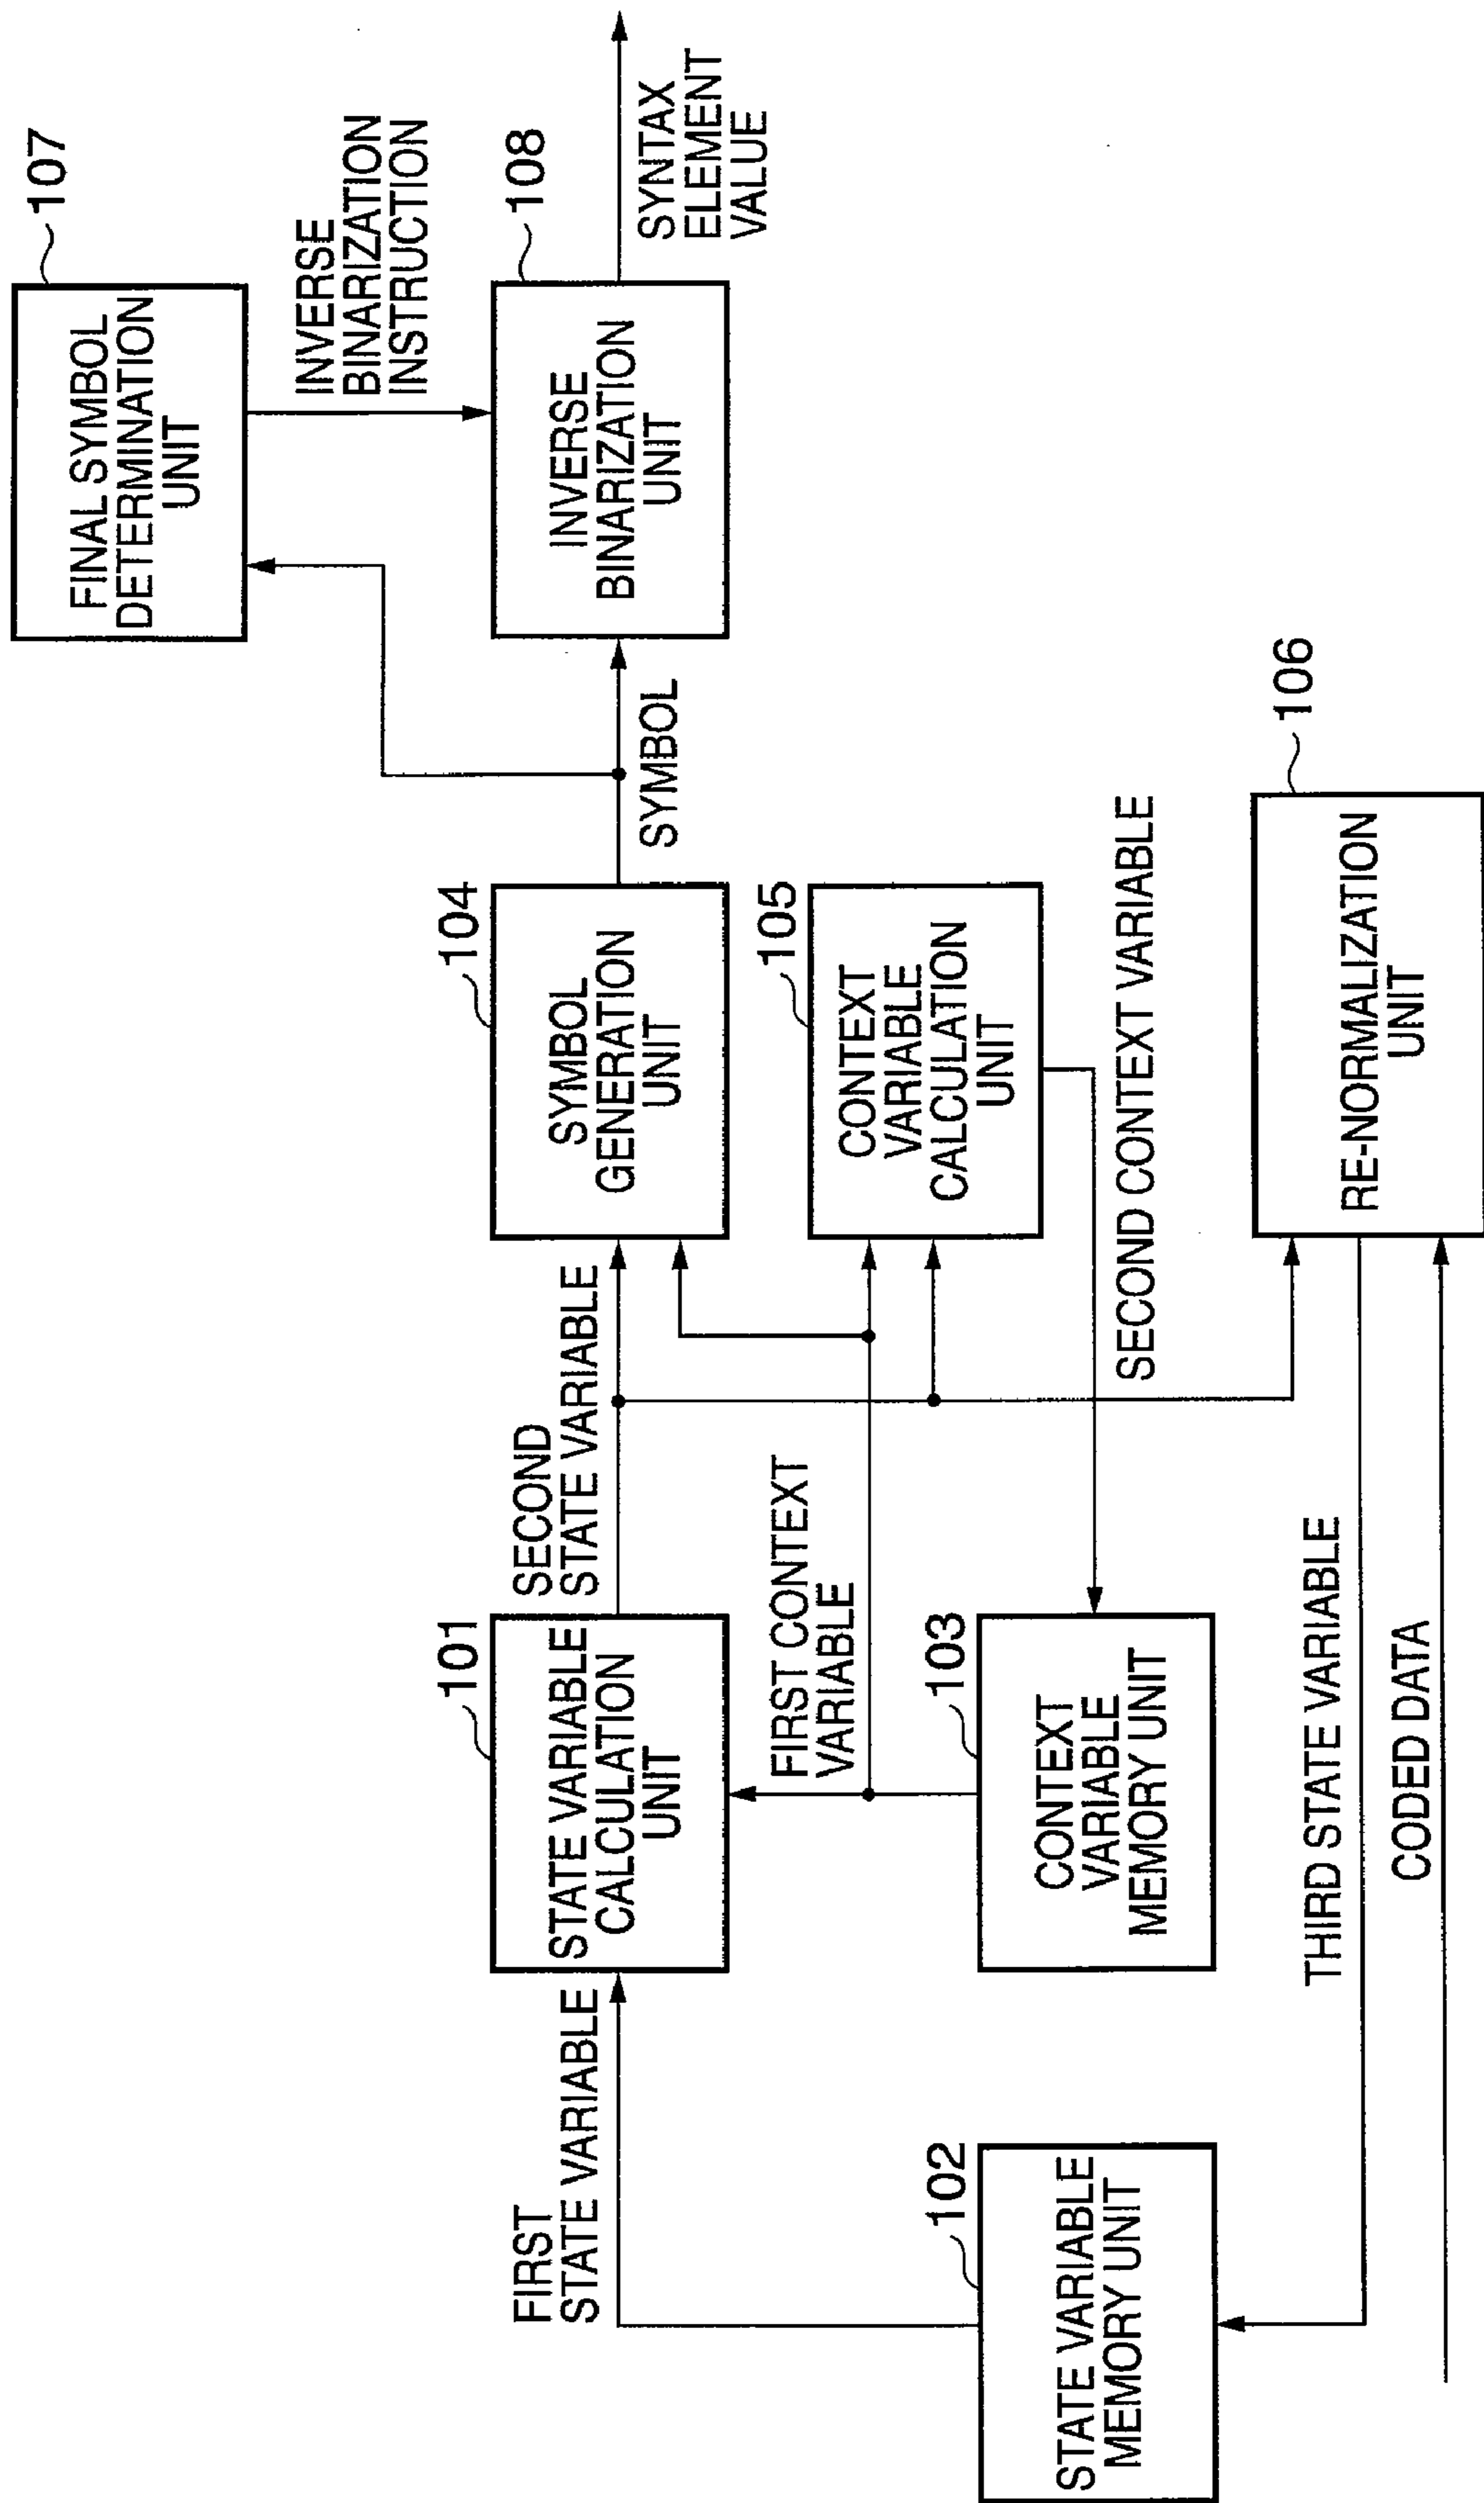 107
FINAL SYMBOL
DETERMINATION
UNIT
INVERSE
BINARIZATION
INSTRUCTION
108
INVERSE
BINARIZATION
UNIT
SYNTAX
ELEMENT
VALUE
SYMBOL
104
SYMBOL
GENERATION
UNIT
105
CONTEXT
VARIABLE
CALCULATION
UNIT
SECOND CONTEXT VARIABLE
106
RE-NORMALIZATION
UNIT
SECOND
STATE VARIABLE
101
STATE VARIABLE
CALCULATION
UNIT
FIRST CONTEXT
VARIABLE
103
CONTEXT
VARIABLE
MEMORY UNIT
THIRD STATE VARIABLE
CODED DATA
FIRST
STATE VARIABLE
102
STATE VARIABLE
MEMORY UNIT